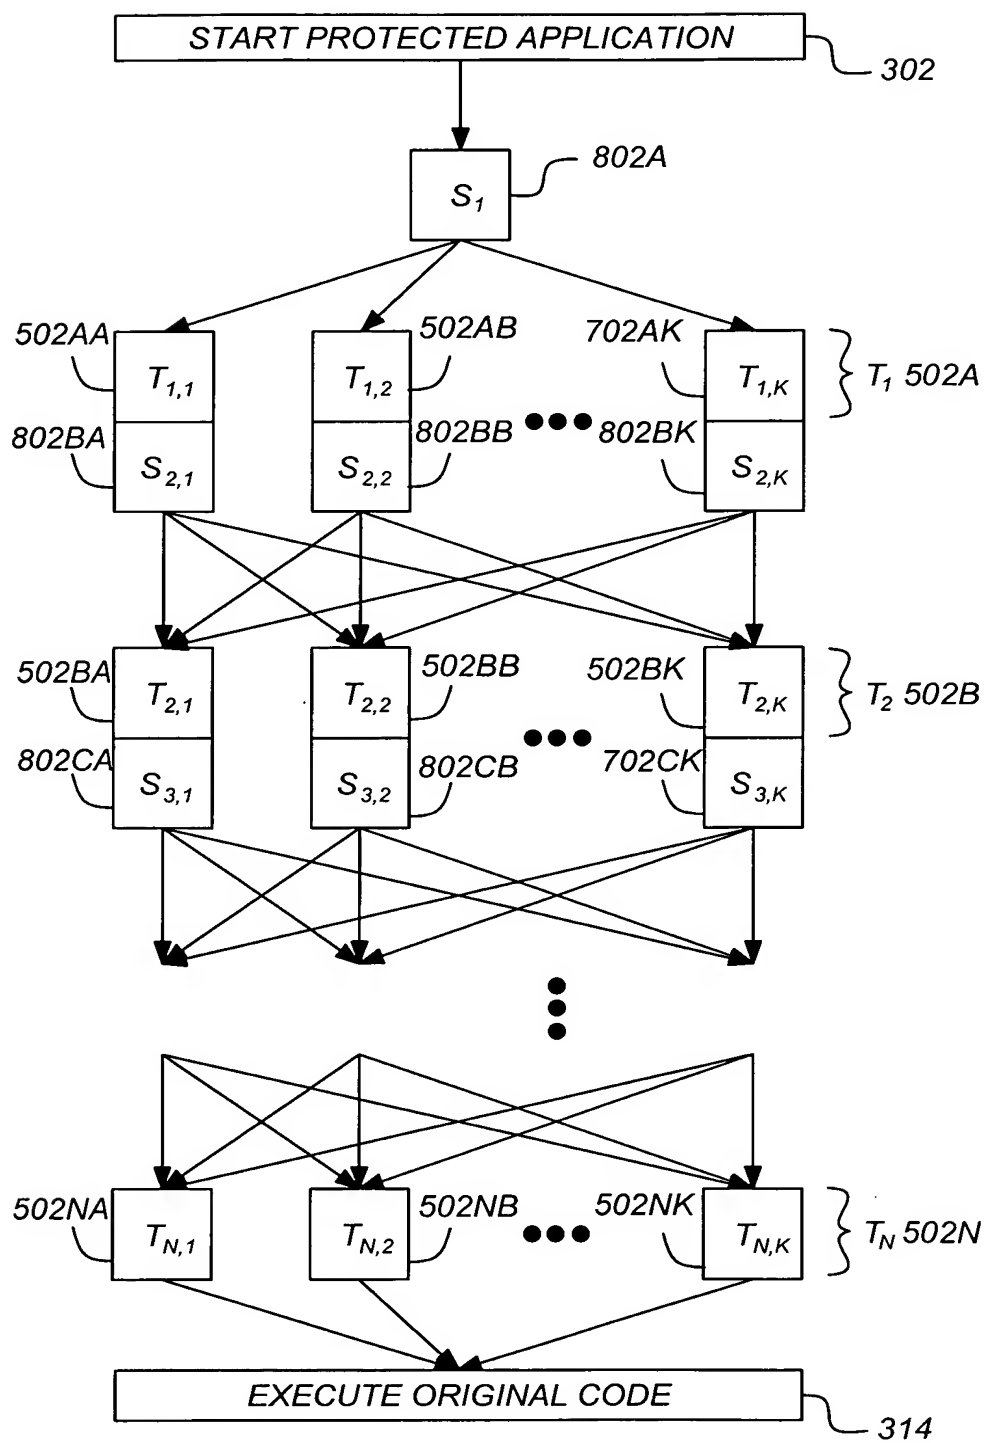 START PROTECTED APPLICATION
302
802A
S1
502AA
502AB
702AK
T1,1
T1,2
T1,K
T1 502A
802BA
802BB
802BK
S2,1
S2,2
S2,K
502BA
502BB
502BK
T2,1
T2,2
T2,K
T2 502B
802CA
802CB
702CK
S3,1
S3,2
S3,K
502NA
502NB
502NK
TN,1
TN,2
TN,K
TN 502N
EXECUTE ORIGINAL CODE
314